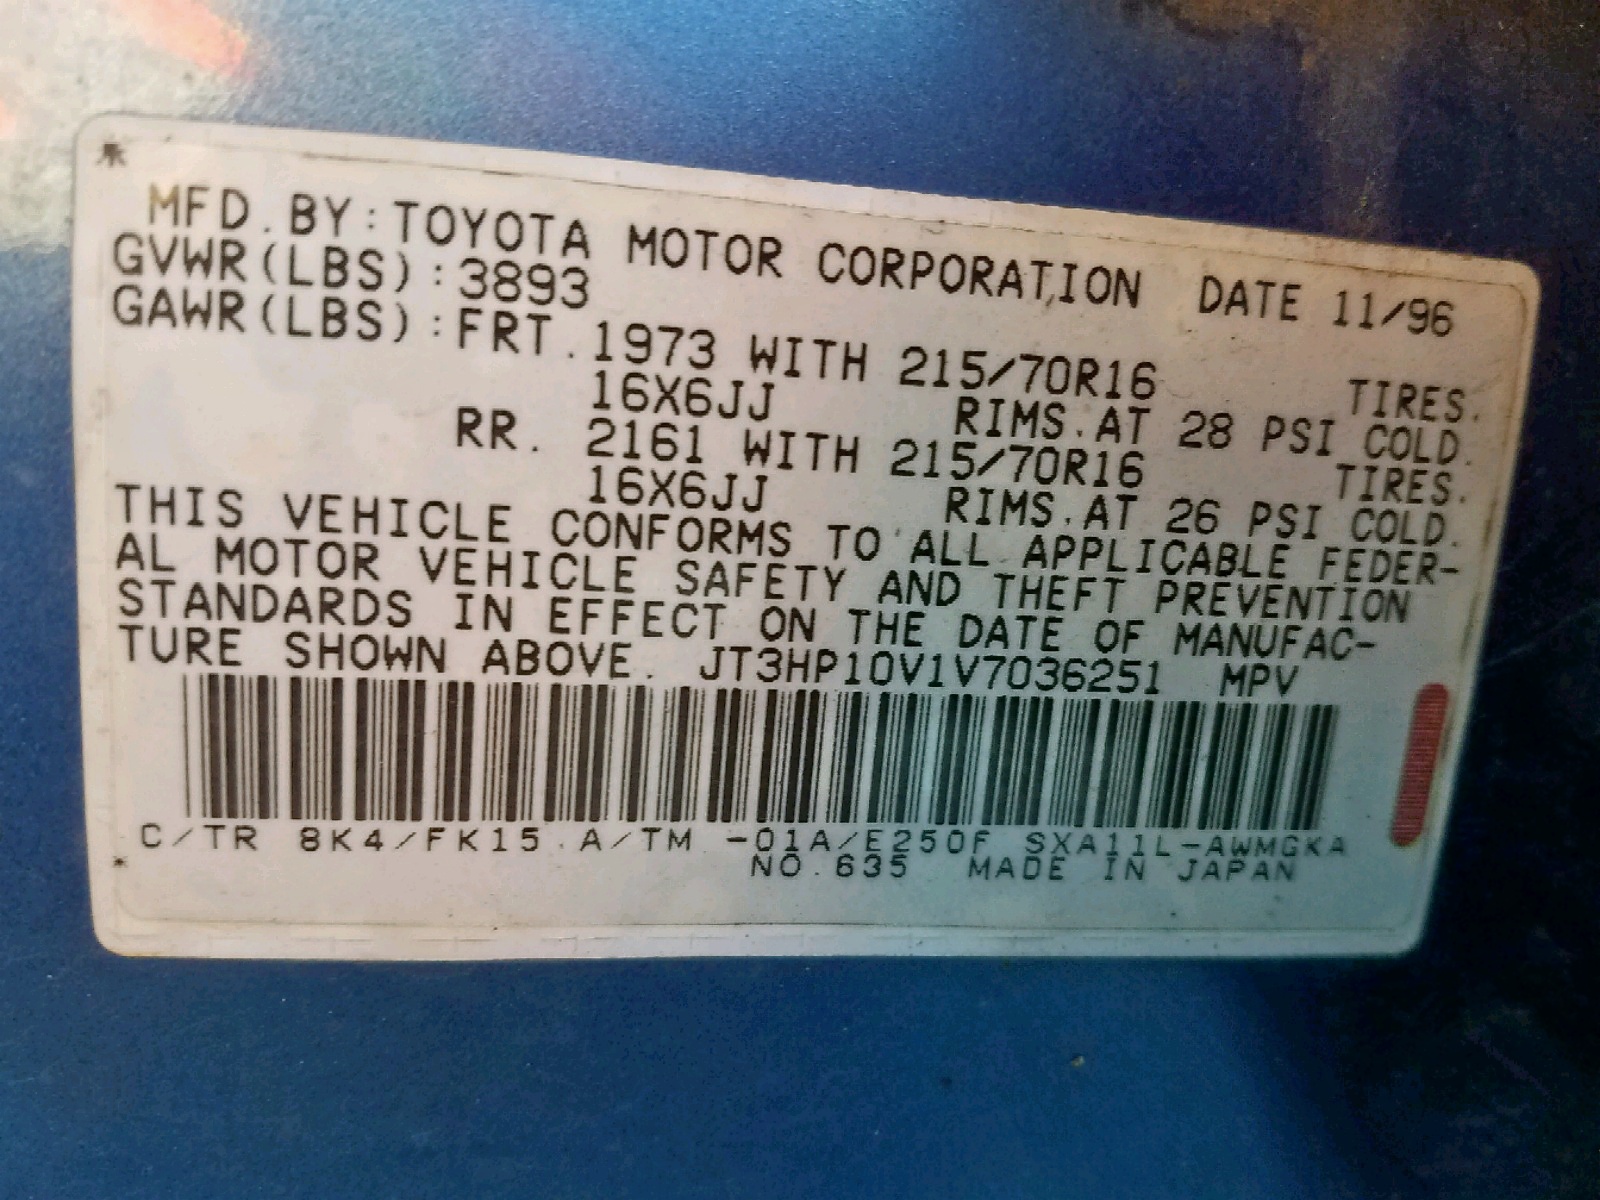 MFD. BY: TOYOTA MOTOR CORPORATION DATE 11/96
GVWR(LBS):3893
GAWR(LBS):FRT. 1973 WITH 215/70R16 TIRES.
16X6JJ RIMS. AT 28 PSI COLD.
RR. 2161 WITH 215/70R16 TIRES.
16X6JJ RIMS. AT 26 PSI COLD.
THIS VEHICLE CONFORMS TO ALL APPLICABLE FEDER-
AL MOTOR VEHICLE SAFETY AND THEFT PREVENTION
STANDARDS IN EFFECT ON THE DATE OF MANUFAC-
TURE SHOWN ABOVE. JT3HP10V1V7036251 MPV
C/TR 8K4/FK15. A/TM -01A/E250F SXA11L-AWMGKA
NO. 635 MADE IN JAPAN